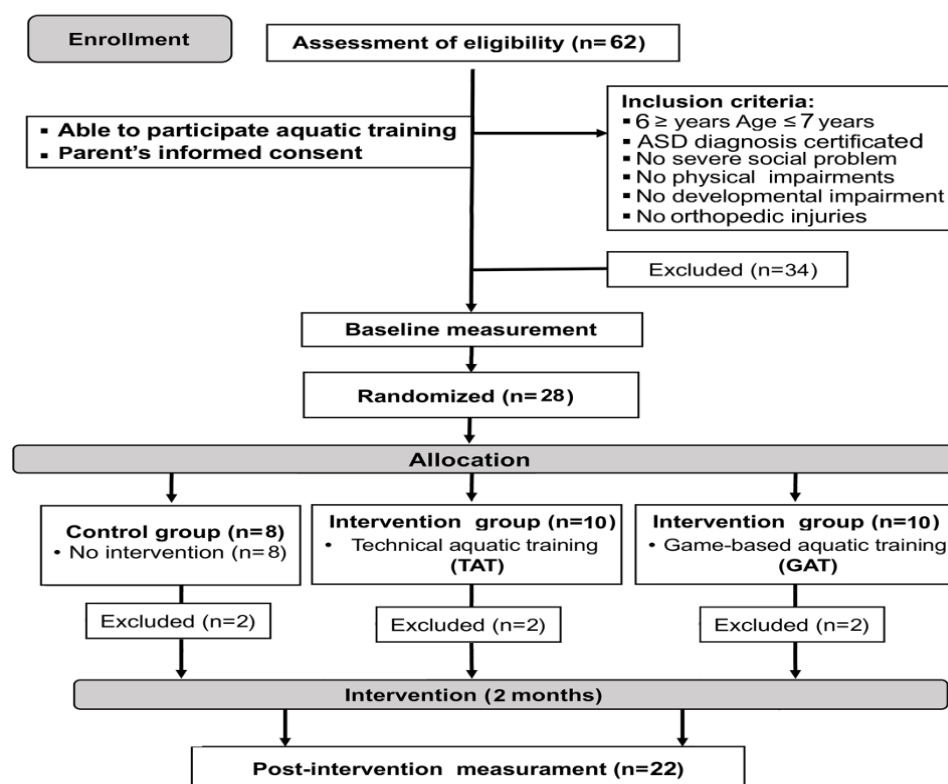 Enrollment
Assessment of eligibility (n=62)
▪ Able to participate aquatic training
▪ Parent's informed consent
Inclusion criteria:
▪ 6 ≥ years Age ≤ 7 years
▪ ASD diagnosis certificated
▪ No severe social problem
▪ No physical impairments
▪ No developmental impairment
▪ No orthopedic injuries
Excluded (n=34)
Baseline measurement
Randomized (n=28)
Allocation
Control group (n=8)
• No intervention (n=8)
Intervention group (n=10)
• Technical aquatic training
(TAT)
Intervention group (n=10)
• Game-based aquatic training
(GAT)
Excluded (n=2)
Excluded (n=2)
Excluded (n=2)
Intervention (2 months)
Post-intervention measurament (n=22)